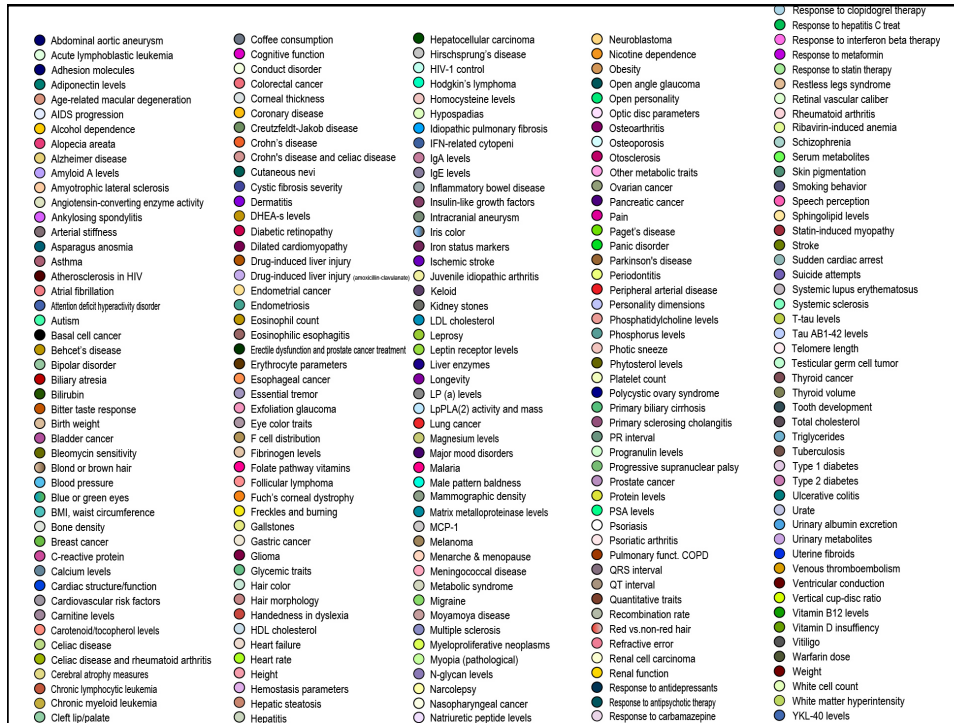 Abdominal aortic aneurysm
Acute lymphoblastic leukemia
Adhesion molecules
Adiponectin levels
Age-related macular degeneration
AIDS progression
Alcohol dependence
Alopecia areata
Alzheimer disease
Amyloid A levels
Amyotrophic lateral sclerosis
Angiotensin-converting enzyme activity
Ankylosing spondylitis
Arterial stiffness
Asparagus anosmia
Asthma
Atherosclerosis in HIV
Atrial fibrillation
Attention deficit hyperactivity disorder
Autism
Basal cell cancer
Behcet's disease
Bipolar disorder
Biliary atresia
Bilirubin
Bitter taste response
Birth weight
Bladder cancer
Bleomycin sensitivity
Blond or brown hair
Blood pressure
Blue or green eyes
BMI, waist circumference
Bone density
Breast cancer
C-reactive protein
Calcium levels
Cardiac structure/function
Cardiovascular risk factors
Carnitine levels
Carotenoid/tocopherol levels
Celiac disease
Celiac disease and rheumatoid arthritis
Cerebral atrophy measures
Chronic lymphocytic leukemia
Chronic myeloid leukemia
Cleft lip/palate
Coffee consumption
Cognitive function
Conduct disorder
Colorectal cancer
Corneal thickness
Coronary disease
Creutzfeldt-Jakob disease
Crohn's disease
Crohn's disease and celiac disease
Cutaneous nevi
Cystic fibrosis severity
Dermatitis
DHEA-s levels
Diabetic retinopathy
Dilated cardiomyopathy
Drug-induced liver injury
Drug-induced liver injury (amoxicillin-clavulanate)
Endometrial cancer
Endometriosis
Eosinophil count
Eosinophilic esophagitis
Erectile dysfunction and prostate cancer treatment
Erythrocyte parameters
Esophageal cancer
Essential tremor
Exfoliation glaucoma
Eye color traits
F cell distribution
Fibrinogen levels
Folate pathway vitamins
Follicular lymphoma
Fuch's corneal dystrophy
Freckles and burning
Gallstones
Gastric cancer
Glioma
Glycemic traits
Hair color
Hair morphology
Handedness in dyslexia
HDL cholesterol
Heart failure
Heart rate
Height
Hemostasis parameters
Hepatic steatosis
Hepatitis
Hepatocellular carcinoma
Hirschsprung's disease
HIV-1 control
Hodgkin's lymphoma
Homocysteine levels
Hypospadias
Idiopathic pulmonary fibrosis
IFN-related cytopeni
IgA levels
IgE levels
Inflammatory bowel disease
Insulin-like growth factors
Intracranial aneurysm
Iris color
Iron status markers
Ischemic stroke
Juvenile idiopathic arthritis
Keloid
Kidney stones
LDL cholesterol
Leprosy
Leptin receptor levels
Liver enzymes
Longevity
LP (a) levels
LpPLA(2) activity and mass
Lung cancer
Magnesium levels
Major mood disorders
Malaria
Male pattern baldness
Mammographic density
Matrix metalloproteinase levels
MCP-1
Melanoma
Menarche & menopause
Meningococcal disease
Metabolic syndrome
Migraine
Moyamoya disease
Multiple sclerosis
Myeloproliferative neoplasms
Myopia (pathological)
N-glycan levels
Narcolepsy
Nasopharyngeal cancer
Natriuretic peptide levels
Neuroblastoma
Nicotine dependence
Obesity
Open angle glaucoma
Open personality
Optic disc parameters
Osteoarthritis
Osteoporosis
Otosclerosis
Other metabolic traits
Ovarian cancer
Pancreatic cancer
Pain
Paget's disease
Panic disorder
Parkinson's disease
Periodontitis
Peripheral arterial disease
Personality dimensions
Phosphatidylcholine levels
Phosphorus levels
Photic sneeze
Phytosterol levels
Platelet count
Polycystic ovary syndrome
Primary biliary cirrhosis
Primary sclerosing cholangitis
PR interval
Progranulin levels
Progressive supranuclear palsy
Prostate cancer
Protein levels
PSA levels
Psoriasis
Psoriatic arthritis
Pulmonary funct. COPD
QRS interval
QT interval
Quantitative traits
Recombination rate
Red vs.non-red hair
Refractive error
Renal cell carcinoma
Renal function
Response to antidepressants
Response to antipsychotic therapy
Response to carbamazepine
Response to clopidogrel therapy
Response to hepatitis C treat
Response to interferon beta therapy
Response to metaformin
Response to statin therapy
Restless legs syndrome
Retinal vascular caliber
Rheumatoid arthritis
Ribavirin-induced anemia
Schizophrenia
Serum metabolites
Skin pigmentation
Smoking behavior
Speech perception
Sphingolipid levels
Statin-induced myopathy
Stroke
Sudden cardiac arrest
Suicide attempts
Systemic lupus erythematosus
Systemic sclerosis
T-tau levels
Tau AB1-42 levels
Telomere length
Testicular germ cell tumor
Thyroid cancer
Thyroid volume
Tooth development
Total cholesterol
Triglycerides
Tuberculosis
Type 1 diabetes
Type 2 diabetes
Ulcerative colitis
Urate
Urinary albumin excretion
Urinary metabolites
Uterine fibroids
Venous thromboembolism
Ventricular conduction
Vertical cup-disc ratio
Vitamin B12 levels
Vitamin D insuffiency
Vitiligo
Warfarin dose
Weight
White cell count
White matter hyperintensity
YKL-40 levels